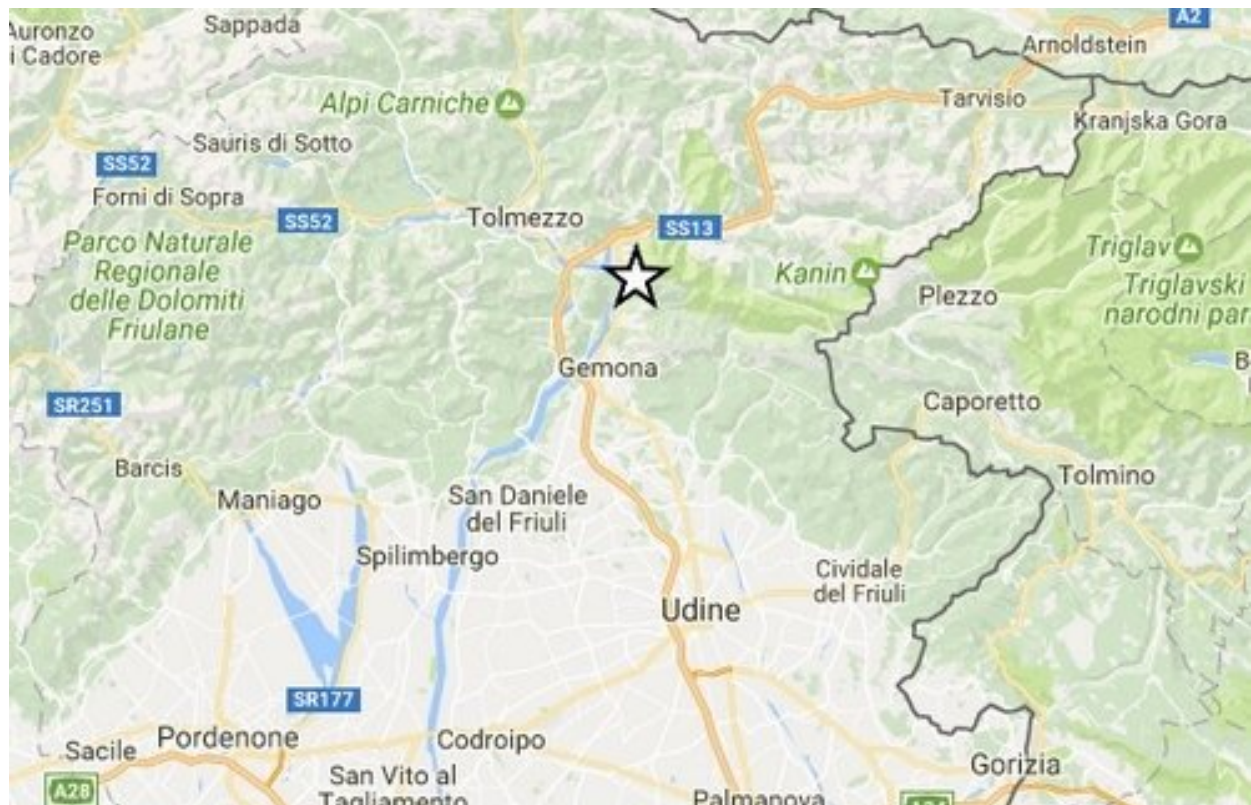 Auronzo
i Cadore
Sappada
A2
Arnoldstein
Alpi Carniche
Tarvisio
Kranjska Gora
Sauris di Sotto
SS52
Forni di Sopra
SS52
Tolmezzo
SS13
Parco Naturale
Regionale
delle Dolomiti
Friulane
Kanin
Triglav
Plezzo
Triglavski
narodni par
Gemona
B
SR251
Caporetto
Barcis
Tolmino
Maniago
San Daniele
del Friuli
Spilimbergo
Cividale
del Friuli
Udine
SR177
Pordenone
Sacile
Codroipo
Gorizia
A28
San Vito al
Tagliamento
Palmanova